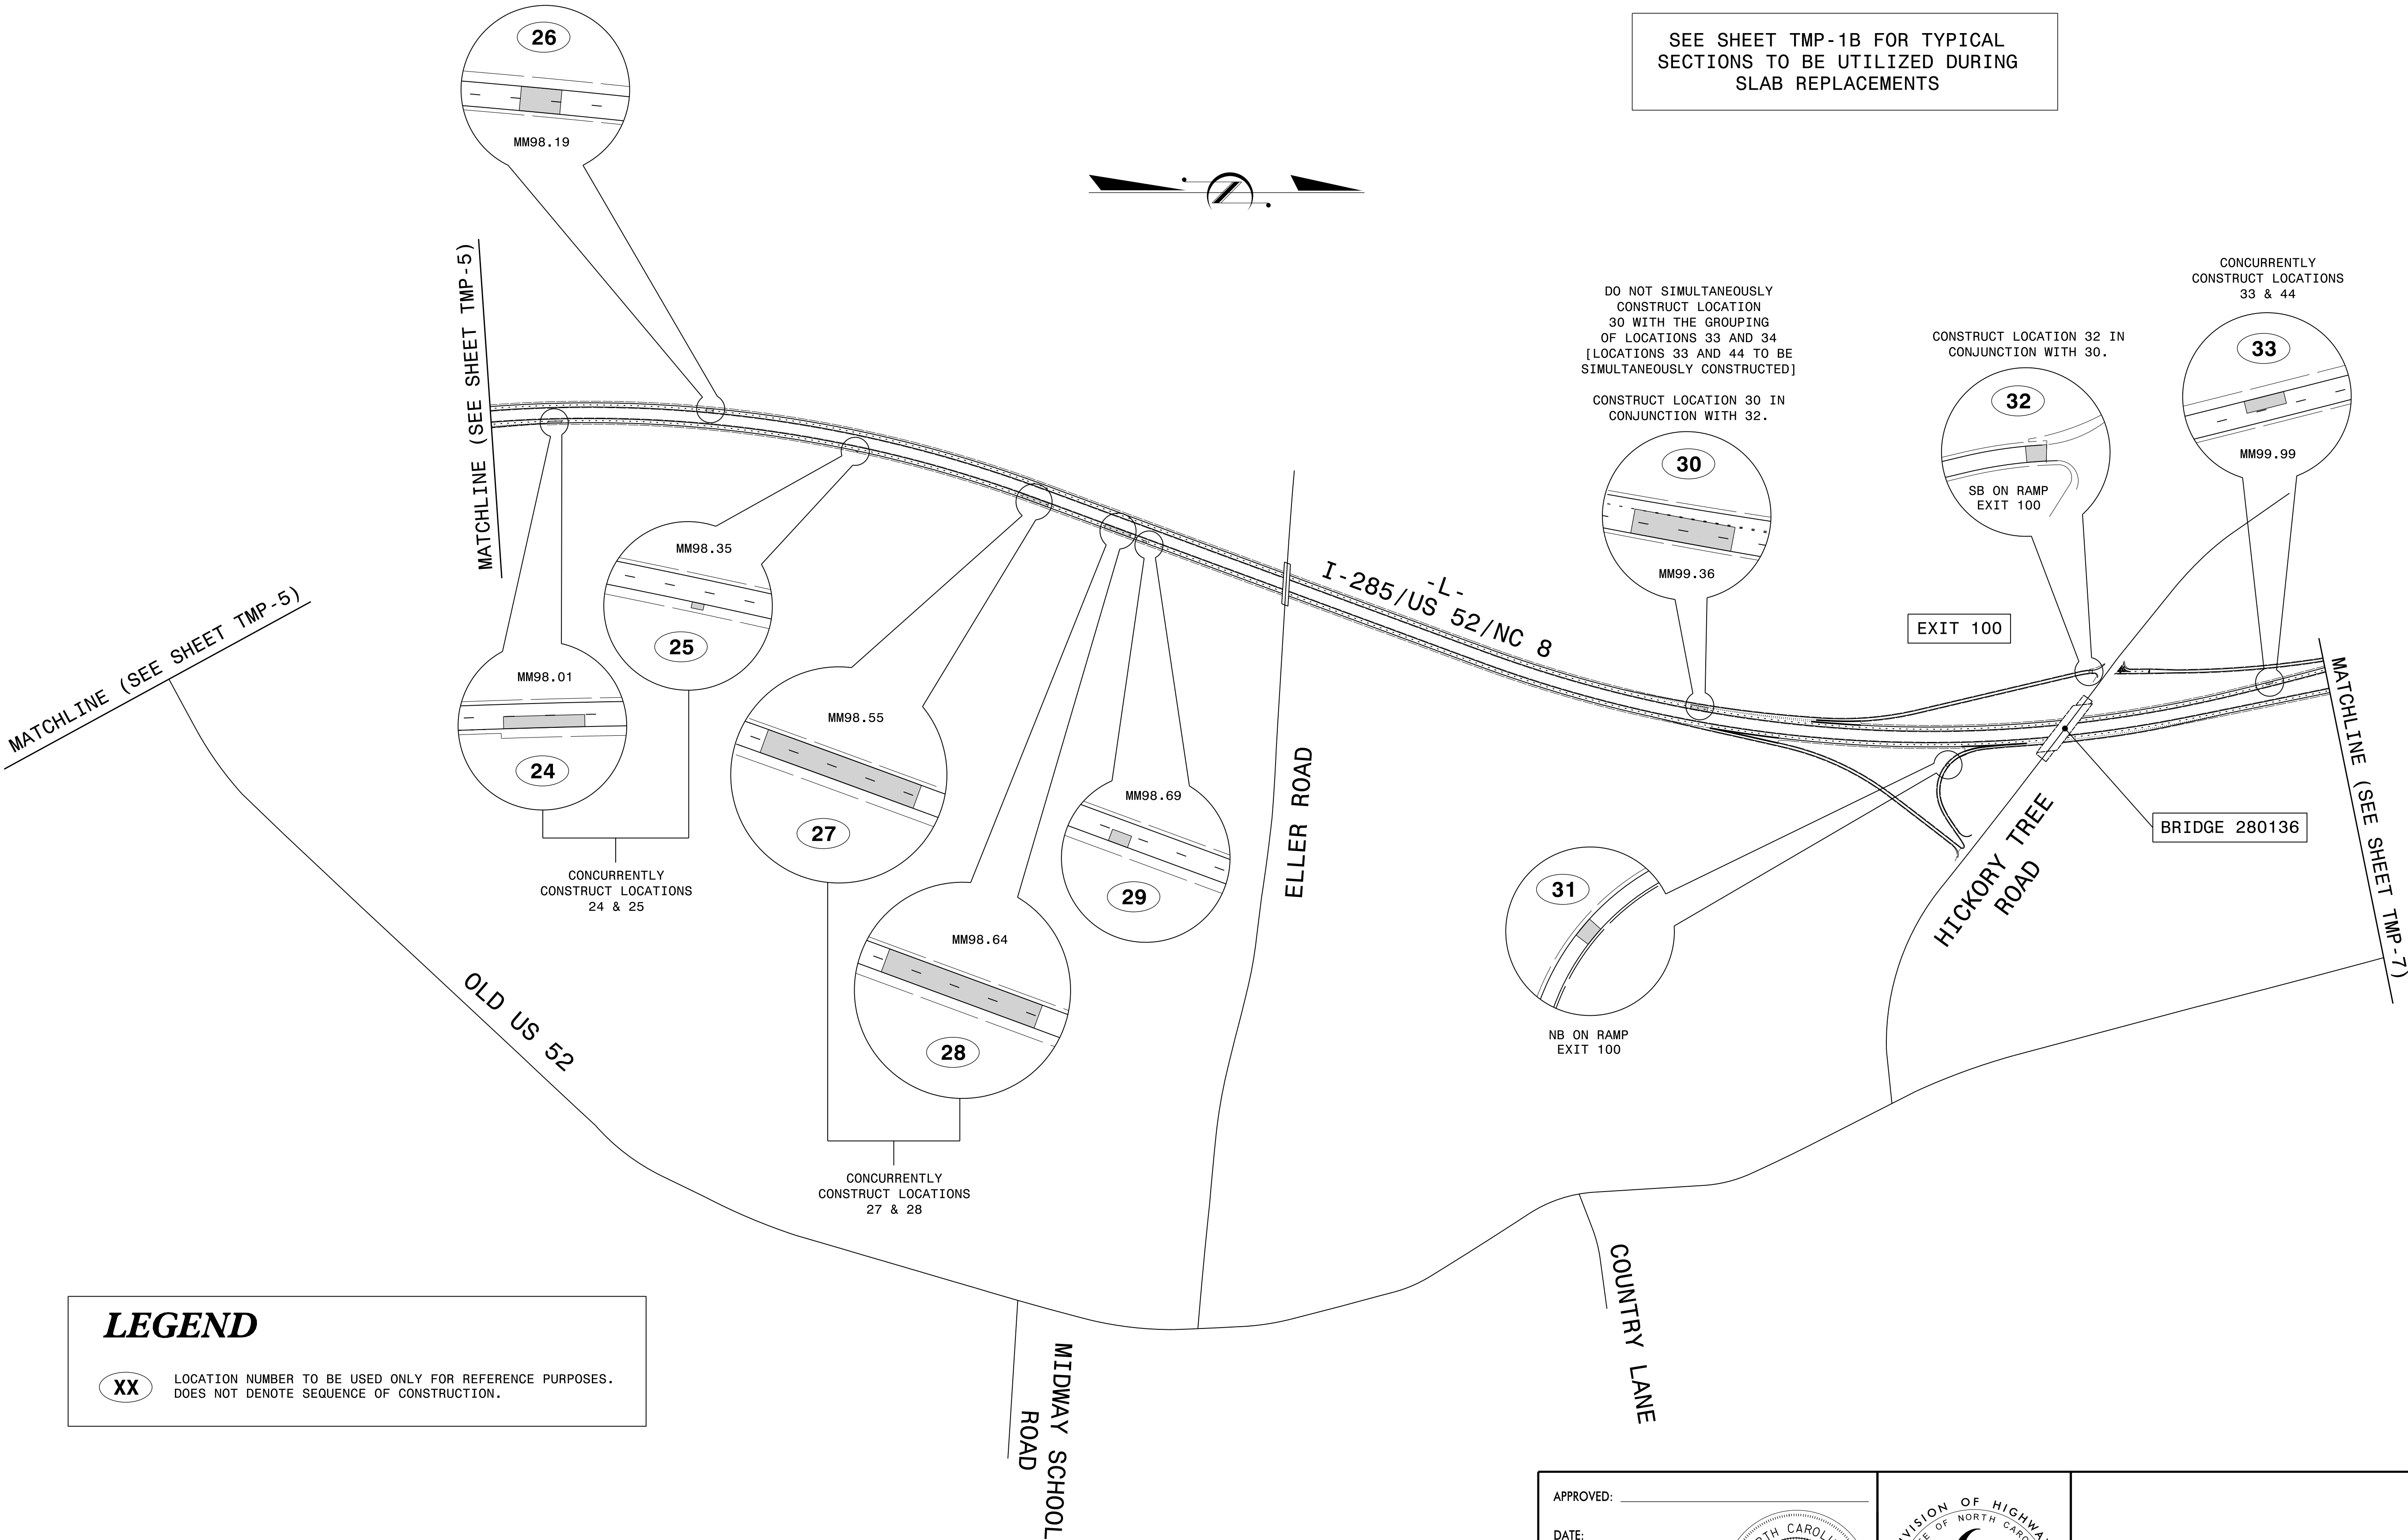 26
MM98.19
SEE SHEET TMP-1B FOR TYPICAL
SECTIONS TO BE UTILIZED DURING
SLAB REPLACEMENTS
MATCHLINE (SEE SHEET TMP-5)
MATCHLINE (SEE SHEET TMP-5)
DO NOT SIMULTANEOUSLY
CONSTRUCT LOCATION
30 WITH THE GROUPING
OF LOCATIONS 33 AND 34
[LOCATIONS 33 AND 44 TO BE
SIMULTANEOUSLY CONSTRUCTED]
CONSTRUCT LOCATION 30 IN
CONJUNCTION WITH 32.
30
MM99.36
CONSTRUCT LOCATION 32 IN
CONJUNCTION WITH 30.
32
SB ON RAMP
EXIT 100
CONCURRENTLY
CONSTRUCT LOCATIONS
33 & 44
33
MM99.99
MM98.01
24
MM98.35
25
CONCURRENTLY
CONSTRUCT LOCATIONS
24 & 25
MM98.55
27
MM98.64
28
CONCURRENTLY
CONSTRUCT LOCATIONS
27 & 28
MM98.69
29
-L-
I-285/US 52/NC 8
EXIT 100
BRIDGE 280136
MATCHLINE (SEE SHEET TMP-7)
31
NB ON RAMP
EXIT 100
HICKORY TREE
ROAD
ELLER ROAD
OLD US 52
COUNTRY LANE
MIDWAY SCHOOL
ROAD
LEGEND
XX
LOCATION NUMBER TO BE USED ONLY FOR REFERENCE PURPOSES.
DOES NOT DENOTE SEQUENCE OF CONSTRUCTION.
APPROVED:
DATE: